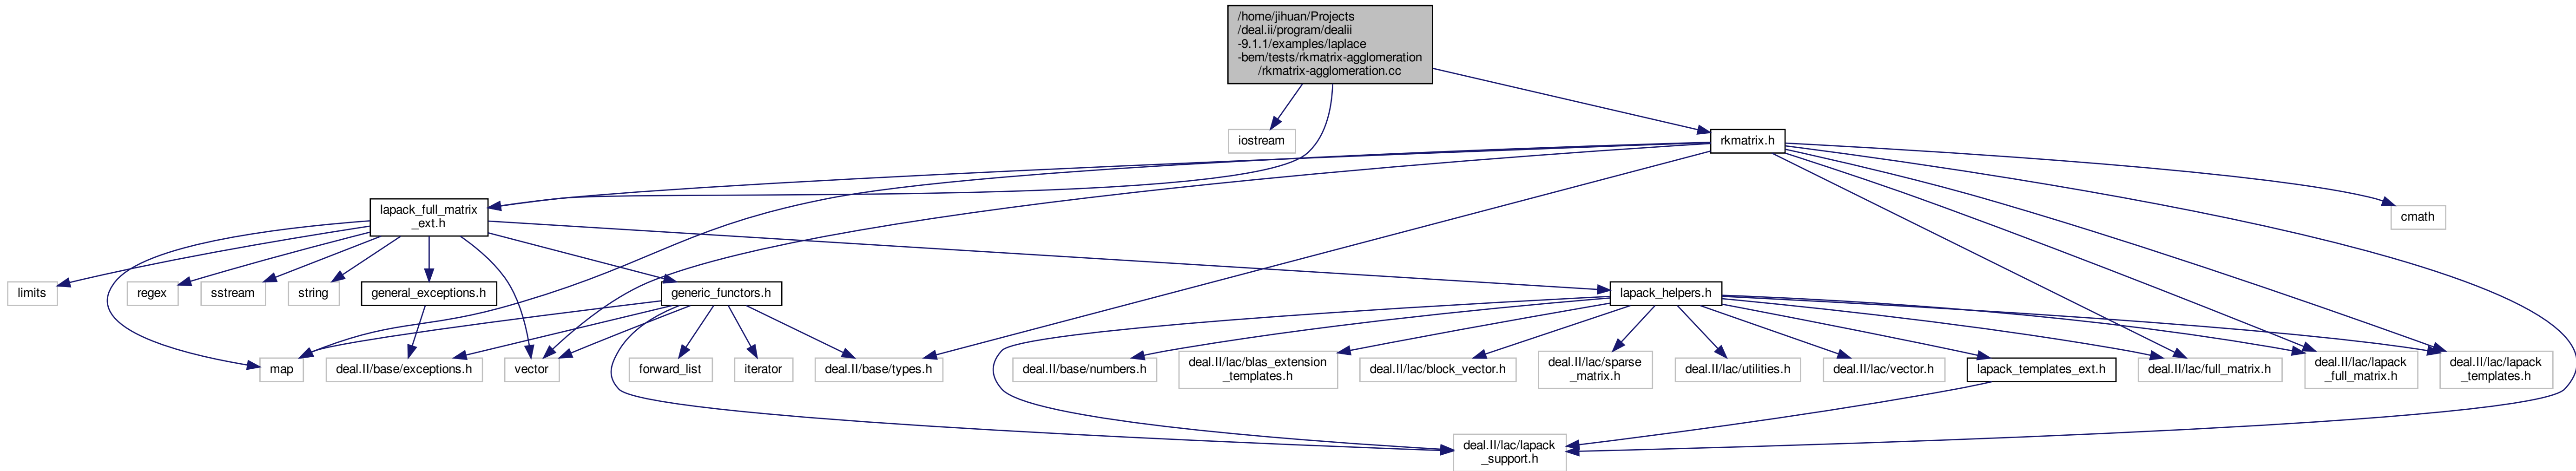 /home/jihuan/Projects
/deal.ii/program/dealii
-9.1.1/examples/laplace
-bem/tests/rkmatrix-agglomeration
/rkmatrix-agglomeration.cc
iostream
rkmatrix.h
lapack_full_matrix
_ext.h
cmath
limits
regex
sstream
string
general_exceptions.h
generic_functors.h
lapack_helpers.h
map
deal.II/base/exceptions.h
vector
forward_list
iterator
deal.II/base/types.h
deal.II/base/numbers.h
deal.II/lac/blas_extension
_templates.h
deal.II/lac/block_vector.h
deal.II/lac/sparse
_matrix.h
deal.II/lac/utilities.h
deal.II/lac/vector.h
lapack_templates_ext.h
deal.II/lac/full_matrix.h
deal.II/lac/lapack
_full_matrix.h
deal.II/lac/lapack
_templates.h
deal.II/lac/lapack
_support.h